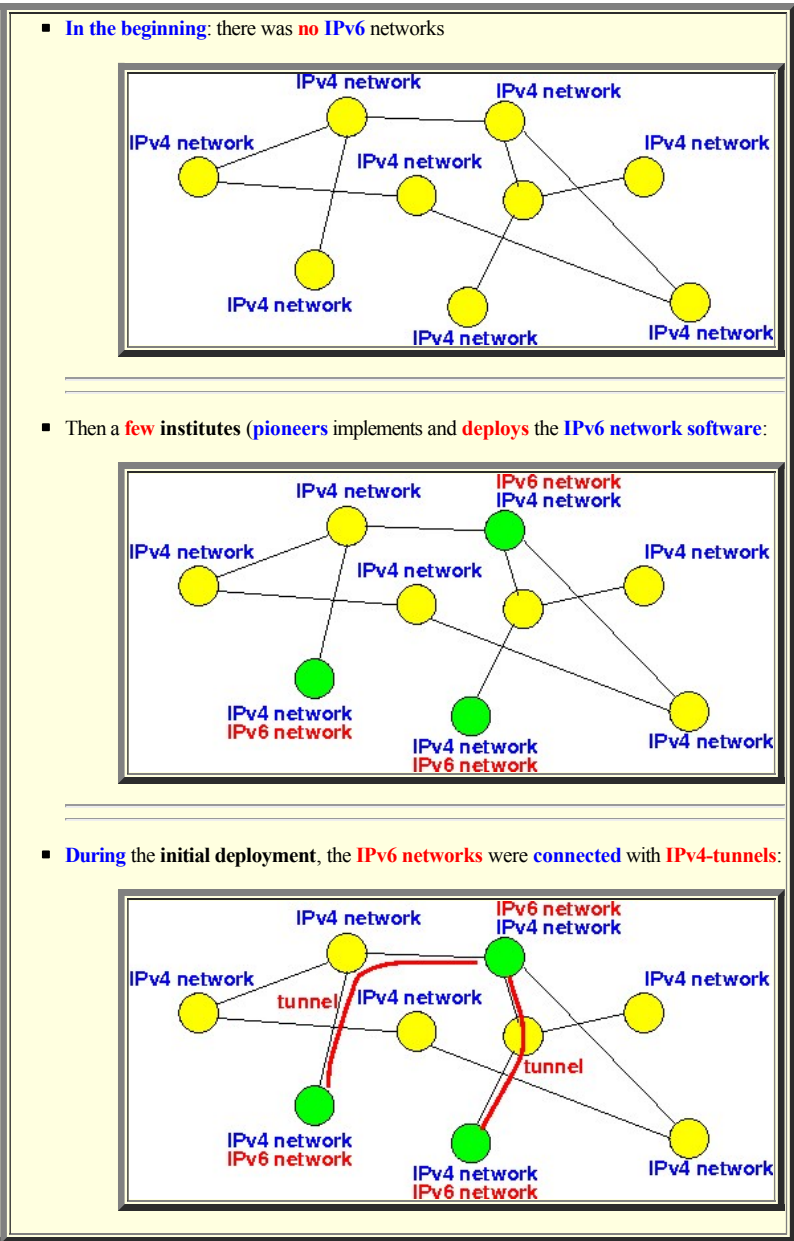 In the beginning: there was no IPv6 networks
IPv4 network
IPv4 network
IPv4 network
IPv4 network
IPv4 network
IPv4 network
IPv4 network
IPv4 network
Then a few institutes (pioneers implements and deploys the IPv6 network software:
IPv6 network
IPv4 network
IPv4 network
IPv4 network
IPv4 network
IPv4 network
IPv4 network
IPv6 network
IPv4 network
IPv4 network
IPv6 network
During the initial deployment, the IPv6 networks were connected with IPv4-tunnels:
IPv6 network
IPv4 network
IPv4 network
IPv4 network
IPv4 network
tunnel
IPv4 network
tunnel
IPv4 network
IPv6 network
IPv4 network
IPv4 network
IPv6 network